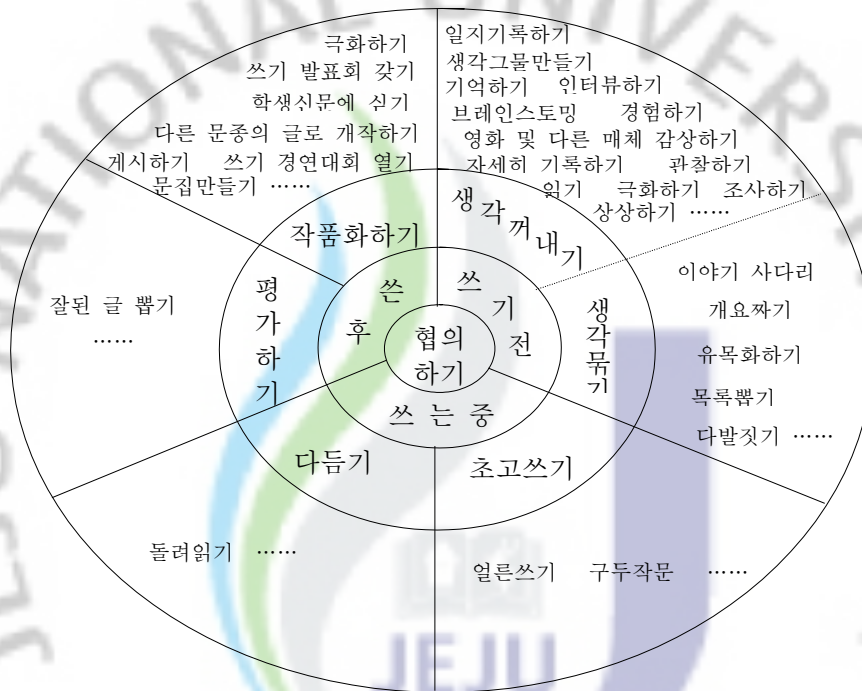 극화하기
쓰기 발표회 갖기
학생신문에 싣기
다른 문종의 글로 개작하기
게시하기 쓰기 경연대회 열기
문집만들기 ……
일지기록하기
생각그물만들기
기억하기 인터뷰하기
브레인스토밍 경험하기
영화 및 다른 매체 감상하기
자세히 기록하기 관찰하기
읽기 극화하기 조사하기
상상하기 ……
작품화하기
생각꺼내기
쓴 후
쓰기 전
협의
하기
쓰 는 중
평가하기
생각묶기
잘된 글 뽑기
……
이야기 사다리
개요짜기
유목화하기
목록뽑기
다발짓기 ……
다듬기
초고쓰기
돌려읽기 ……
얼른쓰기 구두작문 ……
JEJU